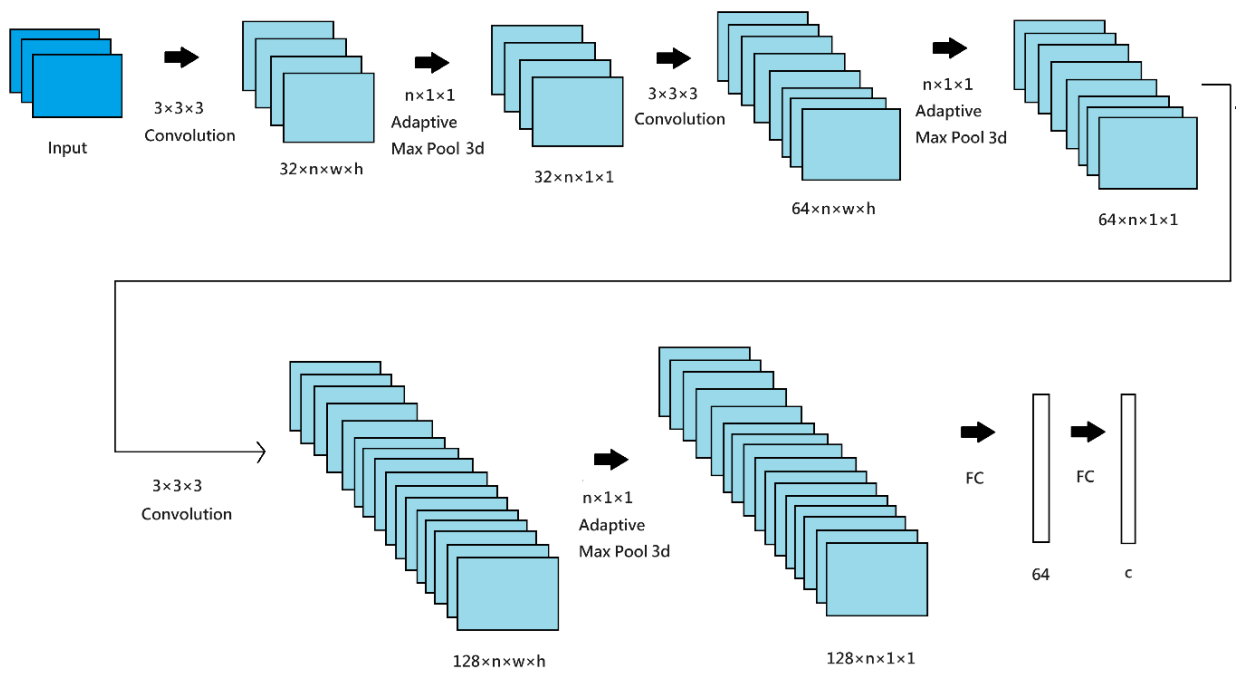 Input
3×3×3
Convolution
32×n×w×h
n×1×1
Adaptive
Max Pool 3d
32×n×1×1
3×3×3
Convolution
64×n×w×h
n×1×1
Adaptive
Max Pool 3d
64×n×1×1
3×3×3
Convolution
128×n×w×h
n×1×1
Adaptive
Max Pool 3d
128×n×1×1
FC
64
FC
c